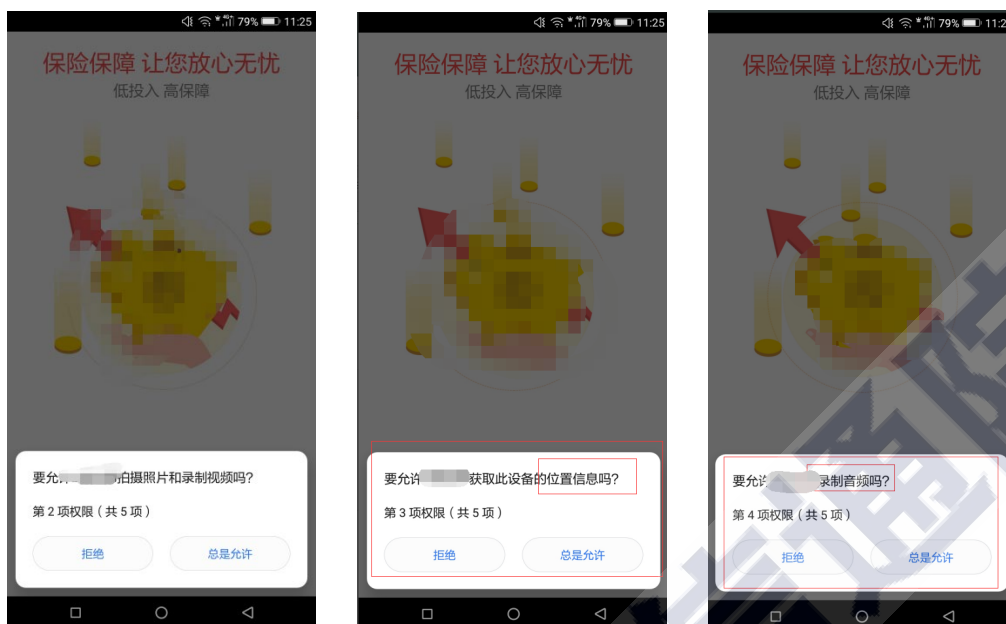 79% 11:25
保险保障 让您放心无忧
低投入 高保障
要允 拍摄照片和录制视频吗?
第 2 项权限 ( 共 5 项 )
拒绝 总是允许
79% 11:25
保险保障 让您放心无忧
低投入 高保障
要允许 获取此设备的位置信息吗?
第 3 项权限 ( 共 5 项 )
拒绝 总是允许
79% 11:2
保险保障 让您放心无忧
低投入 高保障
要允许 录制音频吗?
第 4 项权限 ( 共 5 项 )
拒绝 总是允许